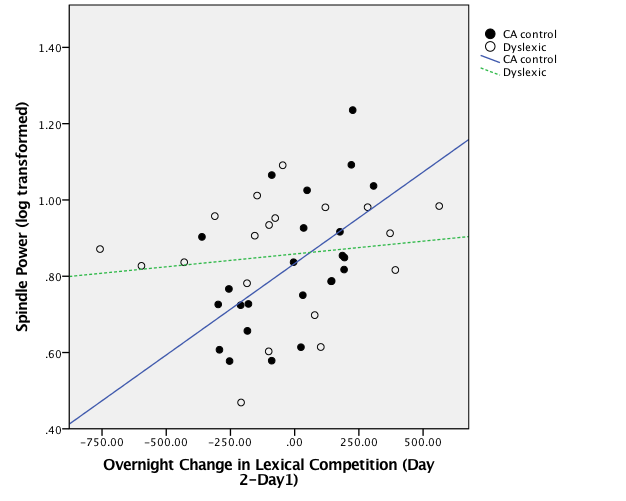 1.40
1.20
1.00
.80
.60
.40
Spindle Power (log transformed)
-750.00 -500.00 -250.00 .00 250.00 500.00
Overnight Change in Lexical Competition (Day
2-Day1)
CA control
Dyslexic
CA control
Dyslexic